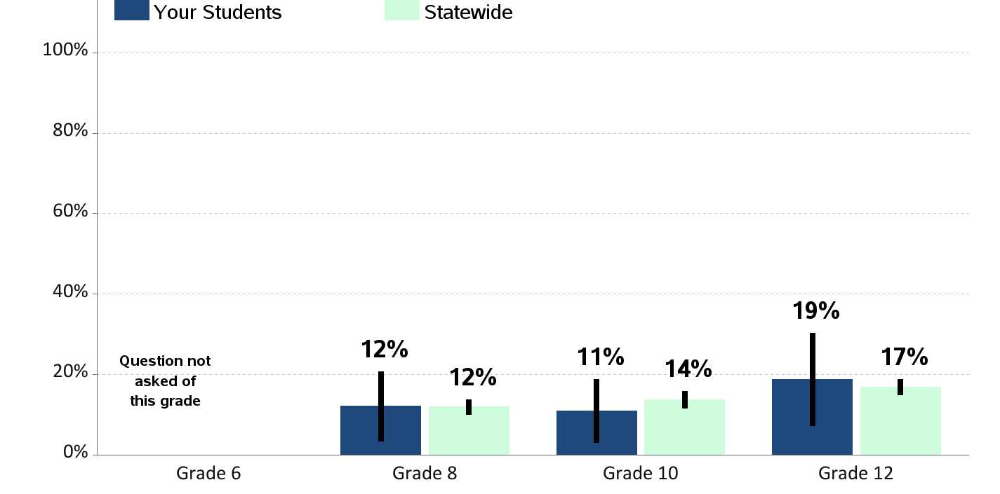 Your Students Statewide
100%
80%
60%
40%
20%
0%
Question not
asked of
this grade
12%
12%
11%
14%
19%
17%
Grade 6 Grade 8 Grade 10 Grade 12